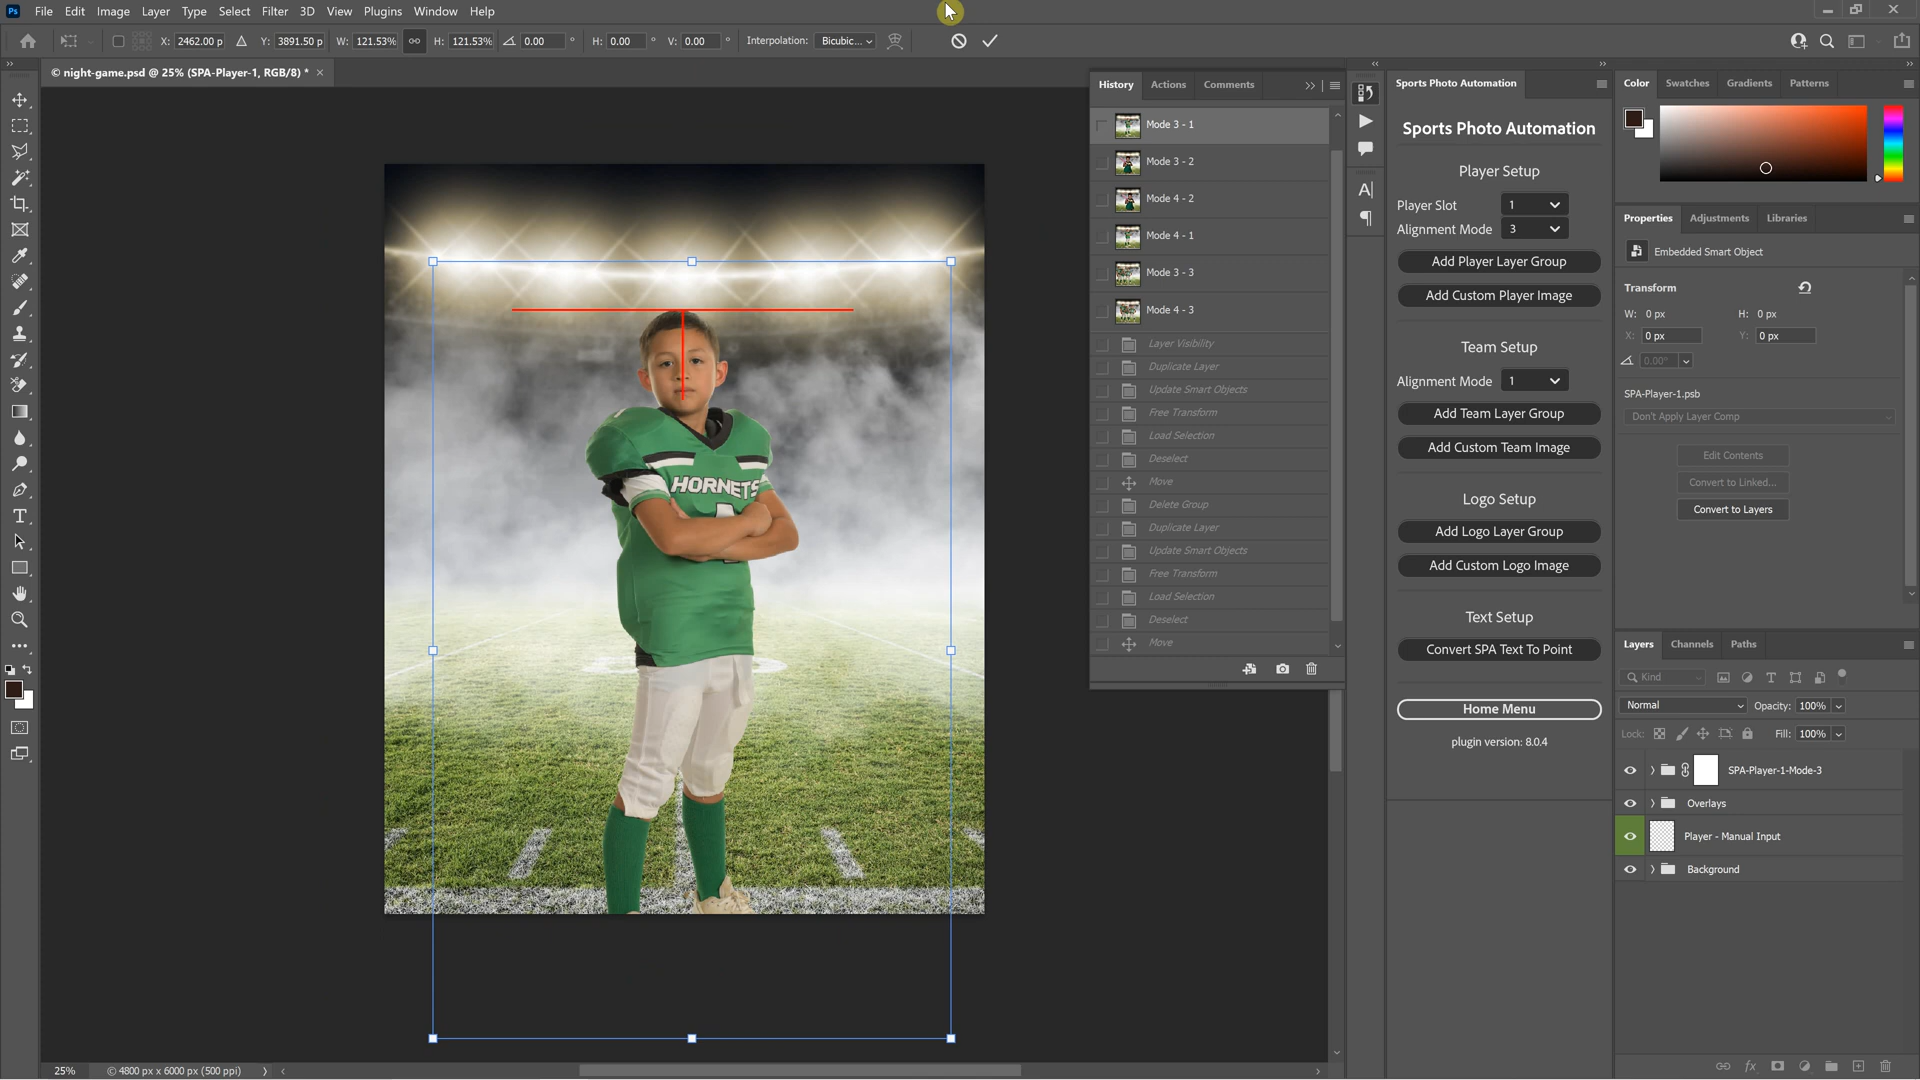 Ps File Edit Image Layer Type Select Filter 3D View Plugins Window Help
X: 2462.00 p Y: 3891.50 p W: 121.53% H: 121.53% 0.00 ° H: 0.00 ° V: 0.00 ° Interpolation: Bicubic...
© night-game.psd @ 25% (SPA-Player-1, RGB/8) * ×
HORNETS
1
25% © 4800 px x 6000 px (500 ppi)
History Actions Comments
Mode 3 - 1
Mode 3 - 2
Mode 4 - 2
Mode 4 - 1
Mode 3 - 3
Mode 4 - 3
Layer Visibility
Duplicate Layer
Update Smart Objects
Free Transform
Load Selection
Deselect
Move
Delete Group
Duplicate Layer
Update Smart Objects
Free Transform
Load Selection
Deselect
Move
Sports Photo Automation
Sports Photo Automation
Player Setup
Player Slot 1
Alignment Mode 3
Add Player Layer Group
Add Custom Player Image
Team Setup
Alignment Mode 1
Add Team Layer Group
Add Custom Team Image
Logo Setup
Add Logo Layer Group
Add Custom Logo Image
Text Setup
Convert SPA Text To Point
Home Menu
plugin version: 8.0.4
Color Swatches Gradients Patterns
Properties Adjustments Libraries
Embedded Smart Object
Transform
W: 0 px H: 0 px
X: 0 px Y: 0 px
0.00°
SPA-Player-1.psb
Don't Apply Layer Comp
Edit Contents
Convert to Linked...
Convert to Layers
Layers Channels Paths
Kind
Normal Opacity: 100%
Lock: Fill: 100%
SPA-Player-1-Mode-3
Overlays
Player - Manual Input
Background